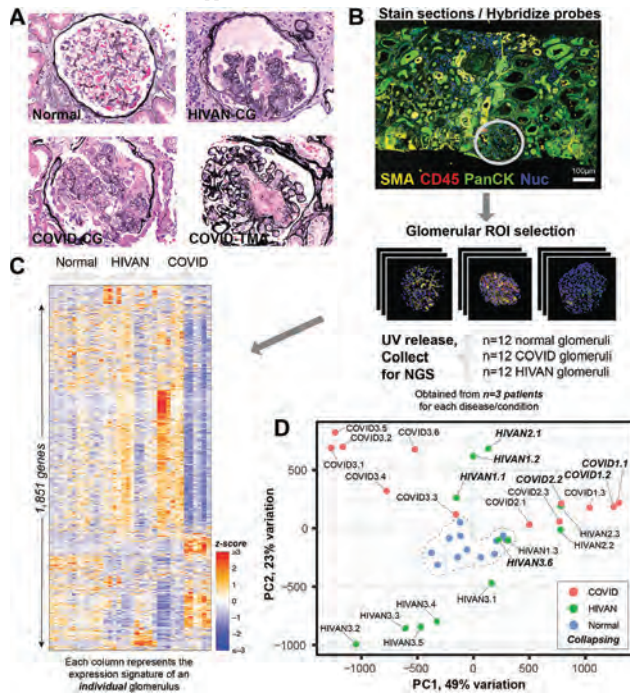 A
Normal
HIVAN-CG
COVID-CG
COVID-TMA
B
Stain sections / Hybridize probes
SMA CD45 PanCK Nuc
100µm
Glomerular ROI selection
UV release,
Collect
for NGS
n=12 normal glomeruli
n=12 COVID glomeruli
n=12 HIVAN glomeruli
Obtained from n=3 patients
for each disease/condition
C
Normal HIVAN COVID
1,851 genes
z-score
≥3
2
1
0
-1
-2
≤-3
Each column represents the
expression signature of an
individual glomerulus
D
COVID3.5
COVID3.2
COVID3.6
COVID3.1
COVID3.4
COVID3.3
HIVAN2.1
HIVAN1.2
HIVAN1.1
COVID1.1
COVID2.2
COVID1.2
COVID2.3
COVID1.3
COVID2.1
HIVAN2.3
HIVAN1.3
HIVAN2.2
HIVAN3.6
HIVAN3.1
HIVAN3.4
HIVAN3.3
HIVAN3.2
HIVAN3.5
COVID
HIVAN
Normal
Collapsing
500
0
−500
−1000
PC2, 23% variation
−1000 −500 0 500 1000
PC1, 49% variation